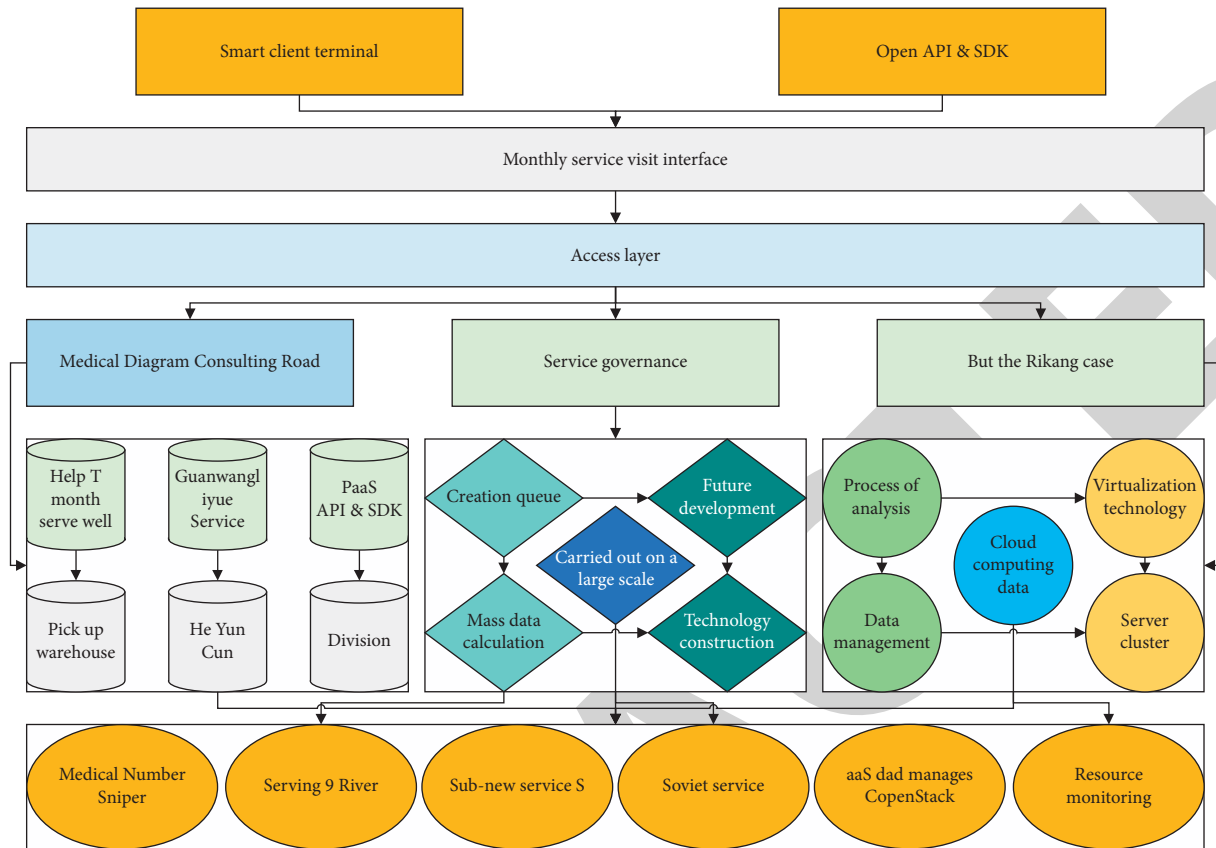 Smart client terminal
Open API & SDK
Monthly service visit interface
Access layer
Medical Diagram Consulting Road
Service governance
But the Rikang case
Help T
month
serve well
Guanwangl
iyue
Service
PaaS
API & SDK
Pick up
warehouse
He Yun
Cun
Division
Creation queue
Future
development
Carried out on a
large scale
Mass data
calculation
Technology
construction
Process of
analysis
Virtualization
technology
Cloud
computing
data
Data
management
Server
cluster
Medical Number
Sniper
Serving 9 River
Sub-new service S
Soviet service
aaS dad manages
CopenStack
Resource
monitoring